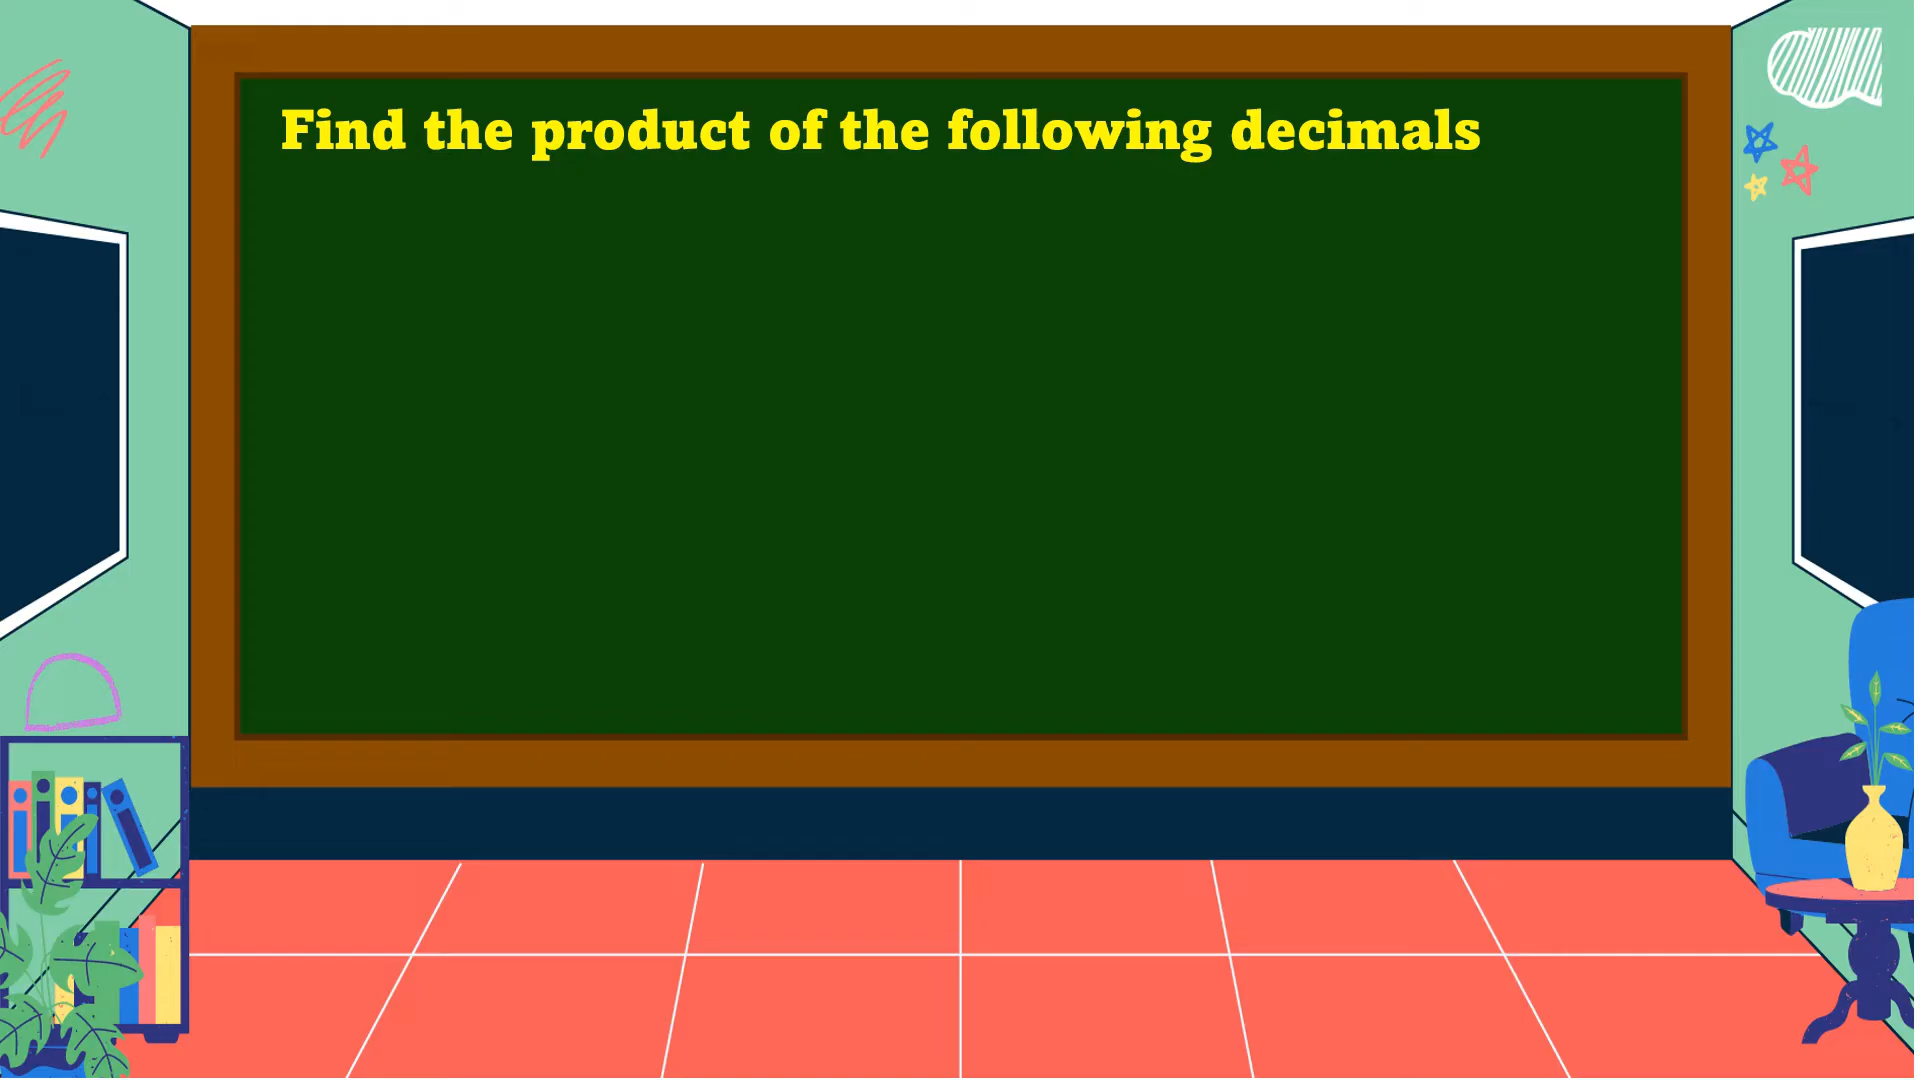 Find the product of the following decimals